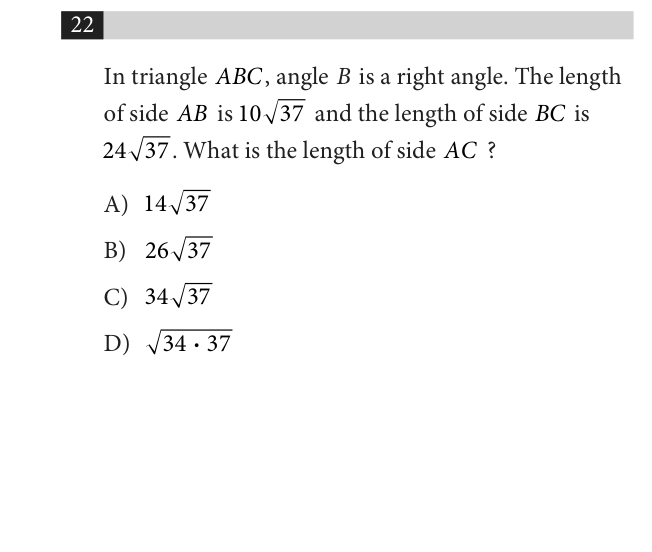 22
In triangle ABC, angle B is a right angle. The length
of side AB is 10√37 and the length of side BC is
24√37. What is the length of side AC ?
A) 14√37
B) 26√37
C) 34√37
D) √34 · 37